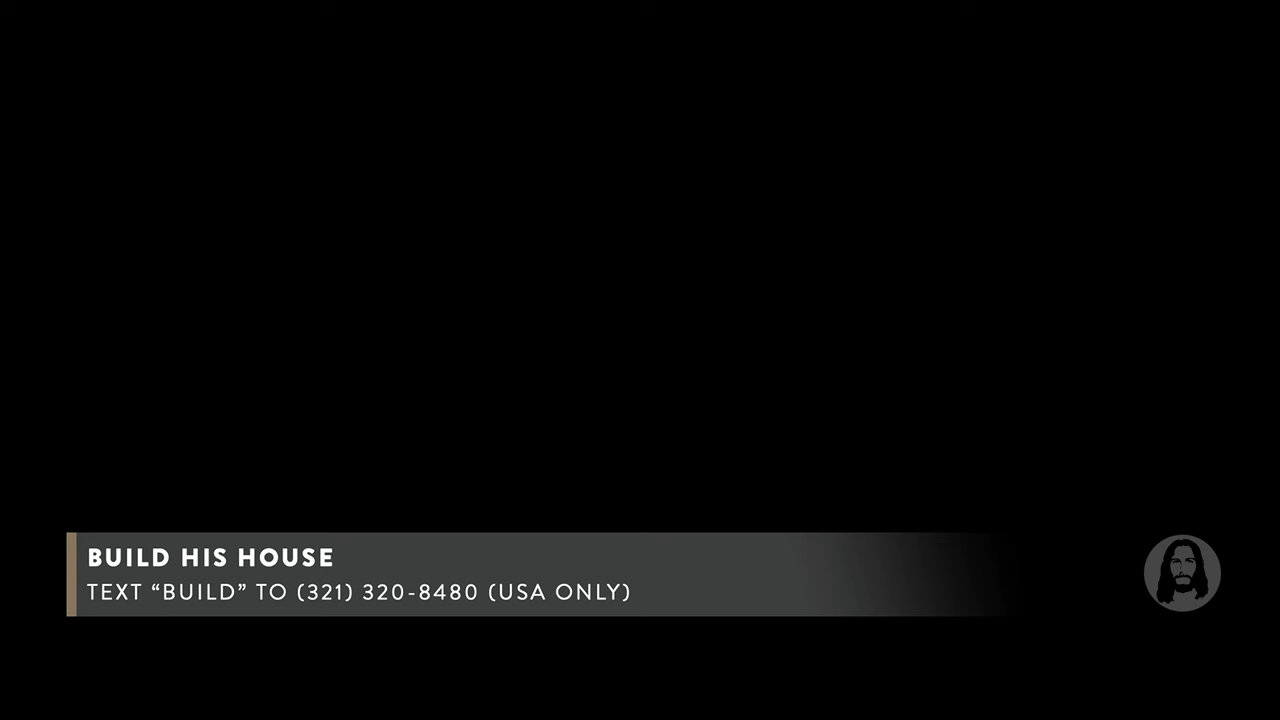 BUILD HIS HOUSE
TEXT “BUILD” TO (321) 320-8480 (USA ONLY)